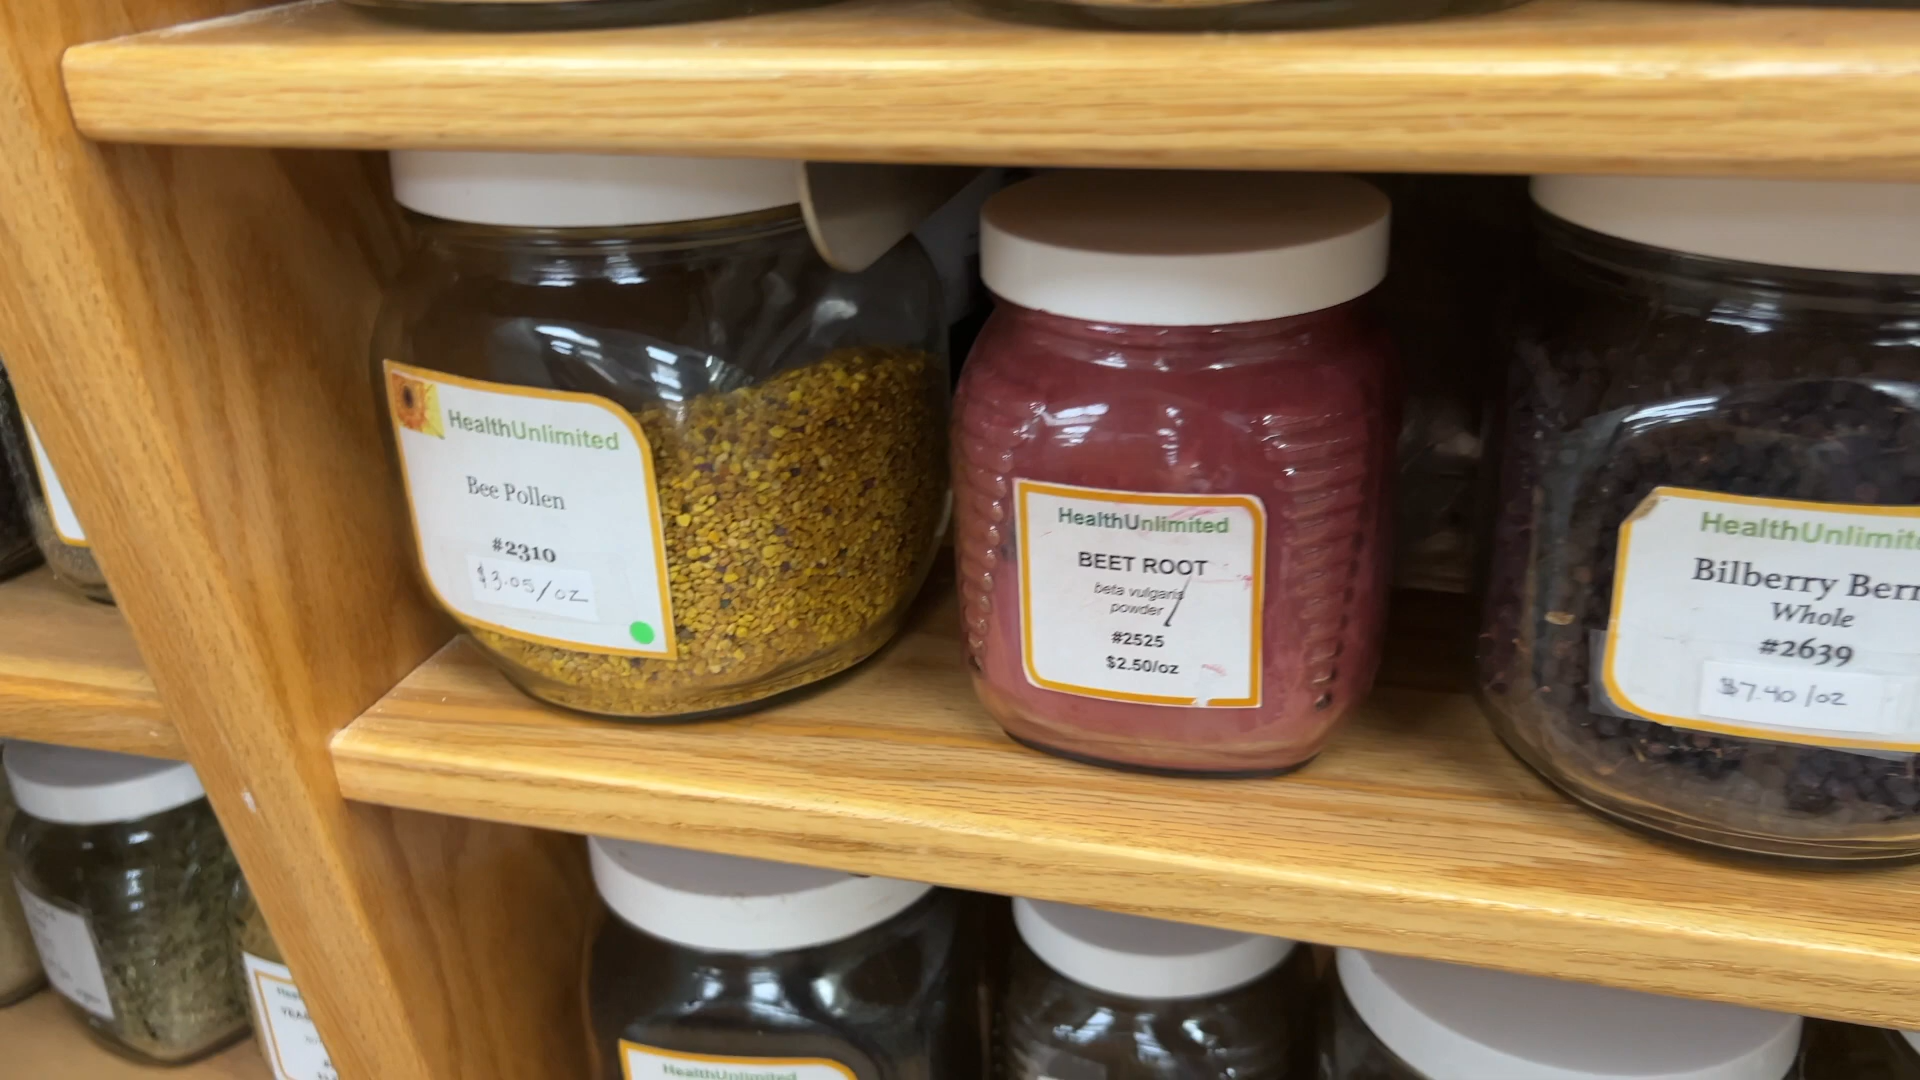 HealthUnlimited
Bee Pollen
#2310
$3.05/oz
HealthUnlimited
BEET ROOT
beta vulgaris
powder
#2525
$2.50/oz
HealthUnlimite
Bilberry Berr
Whole
#2639
$7.40/oz
HealthUnlimited